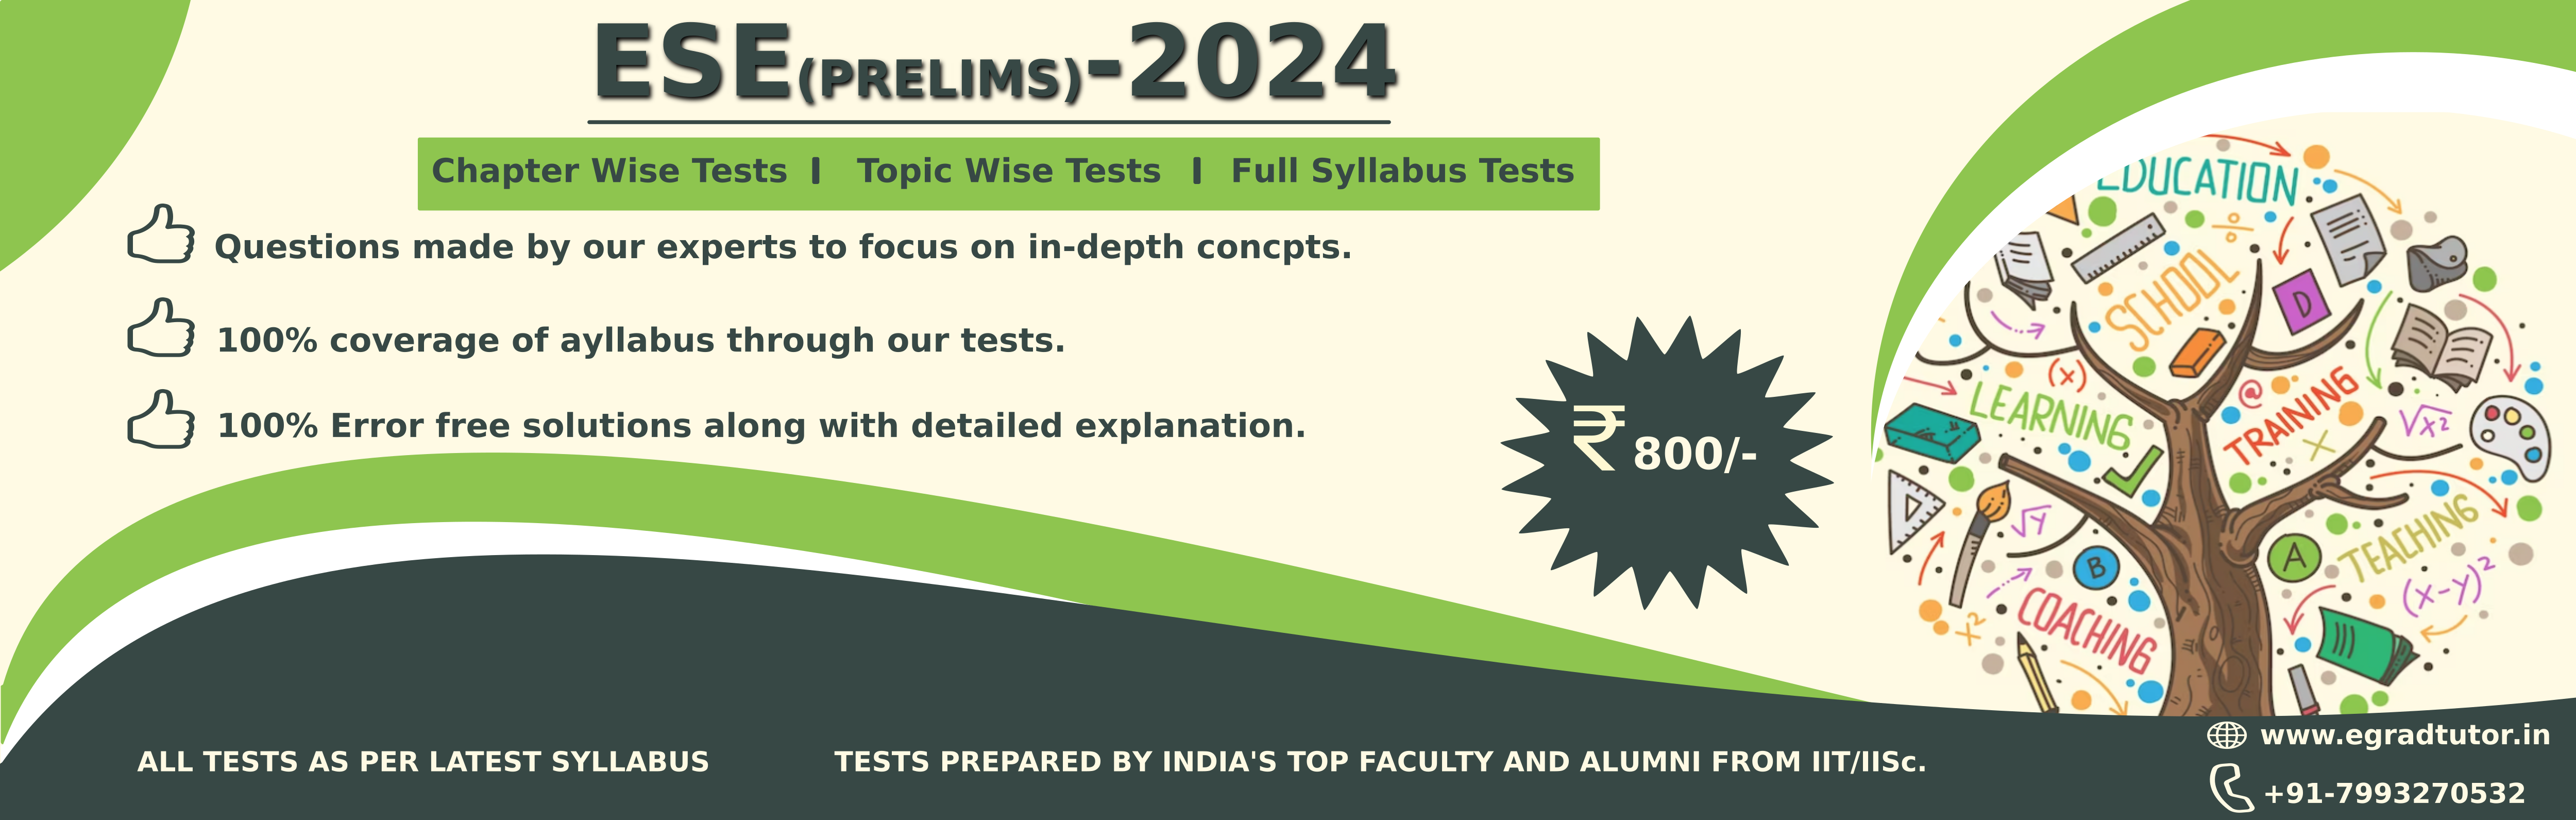 ESE(PRELIMS)-2024
Chapter Wise Tests | Topic Wise Tests | Full Syllabus Tests
Questions made by our experts to focus on in-depth concpts.
100% coverage of ayllabus through our tests.
100% Error free solutions along with detailed explanation.
₹ 800/-
EDUCATION
SCHOOL
D
LEARNING
(x)
@
TRAINING
÷
√x²
x
√y
B
A
TEACHING
(x-y)²
x²
COACHING
ALL TESTS AS PER LATEST SYLLABUS
TESTS PREPARED BY INDIA'S TOP FACULTY AND ALUMNI FROM IIT/IISc.
www.egradtutor.in
+91-7993270532